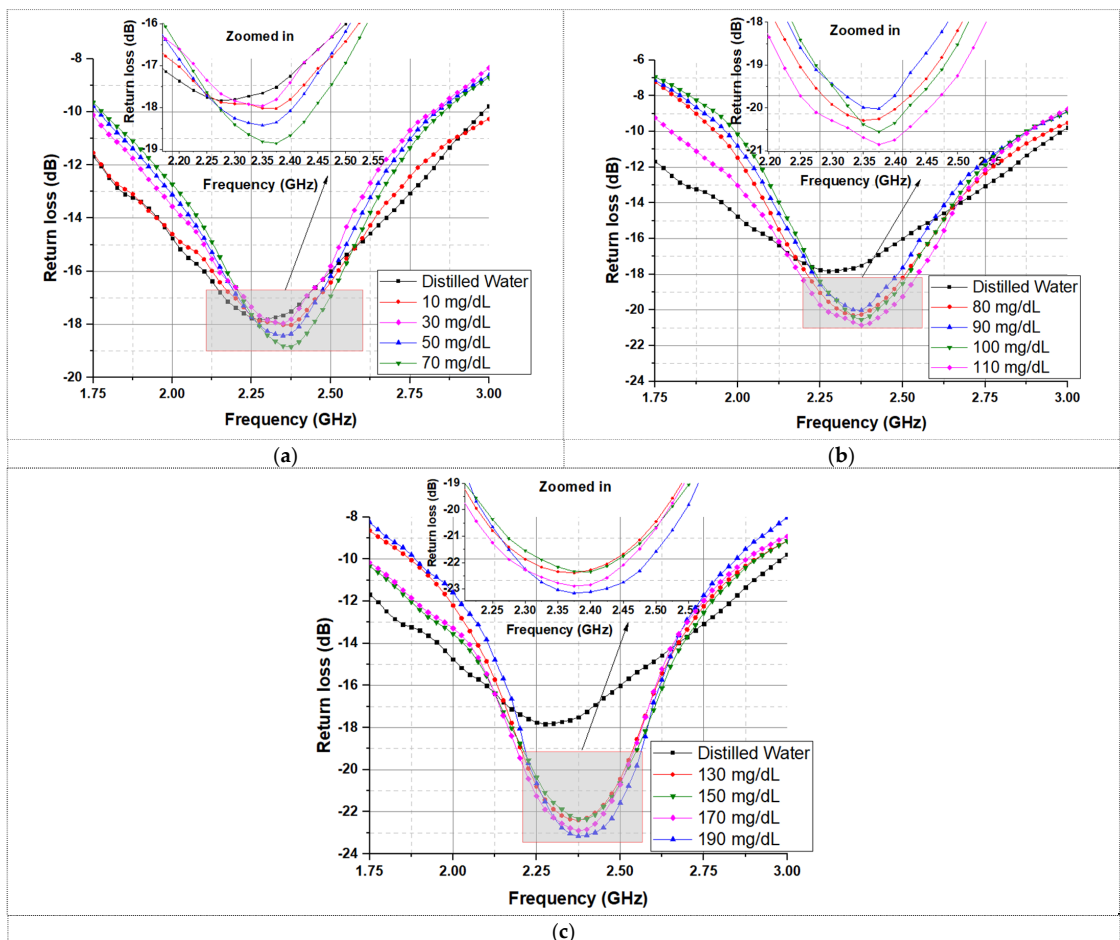 Zoomed in
Return loss (dB)
-16
-17
-18
-19
2.20 2.25 2.30 2.35 2.40 2.45 2.50 2.55
Frequency (GHz)
Return loss (dB)
-8
-10
-12
-14
-16
-18
-20
1.75 2.00 2.25 2.50 2.75 3.00
Frequency (GHz)
Distilled Water
10 mg/dL
30 mg/dL
50 mg/dL
70 mg/dL
(a)
Zoomed in
Return loss (dB)
-18
-19
-20
-21
2.20 2.25 2.30 2.35 2.40 2.45 2.50 2.55
Frequency (GHz)
Return loss (dB)
-6
-8
-10
-12
-14
-16
-18
-20
-22
-24
1.75 2.00 2.25 2.50 2.75 3.00
Frequency (GHz)
Distilled Water
80 mg/dL
90 mg/dL
100 mg/dL
110 mg/dL
(b)
Zoomed in
Return loss (dB)
-19
-20
-21
-22
-23
2.25 2.30 2.35 2.40 2.45 2.50 2.55
Frequency (GHz)
Return loss (dB)
-8
-10
-12
-14
-16
-18
-20
-22
-24
1.75 2.00 2.25 2.50 2.75 3.00
Frequency (GHz)
Distilled Water
130 mg/dL
150 mg/dL
170 mg/dL
190 mg/dL
(c)